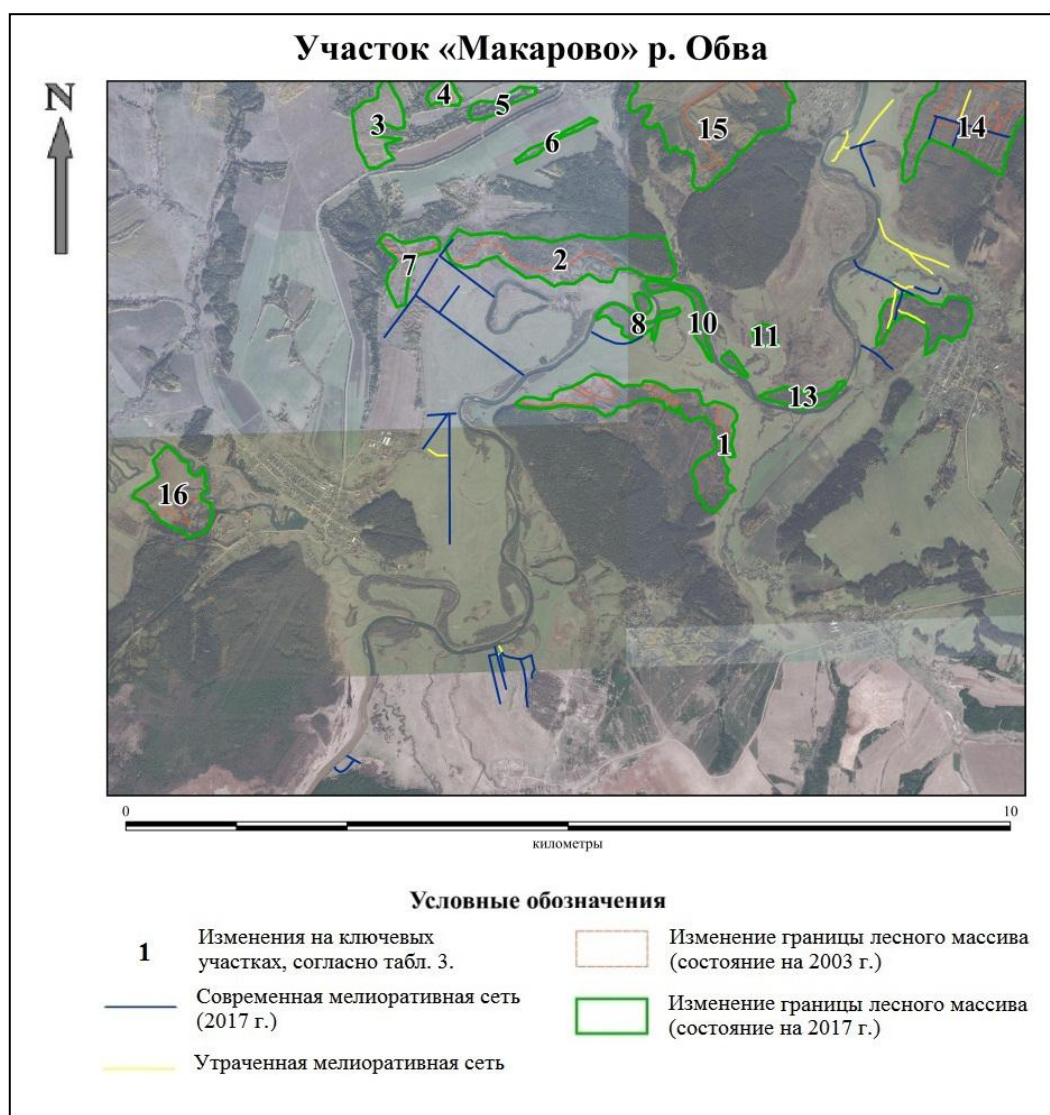 Участок «Макарово» р. Обва
N
3
4
5
6
15
14
7
2
8
10
11
13
1
16
0
10
километры
Условные обозначения
1
Изменения на ключевых
участках, согласно табл. 3.
Современная мелиоративная сеть
(2017 г.)
Утраченная мелиоративная сеть
Изменение границы лесного массива
(состояние на 2003 г.)
Изменение границы лесного массива
(состояние на 2017 г.)